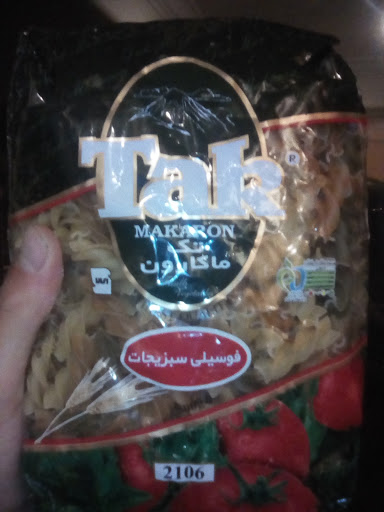 Tak
®
MAKARON
تک
ماکارون
فوسیلی سبزیجات
2106